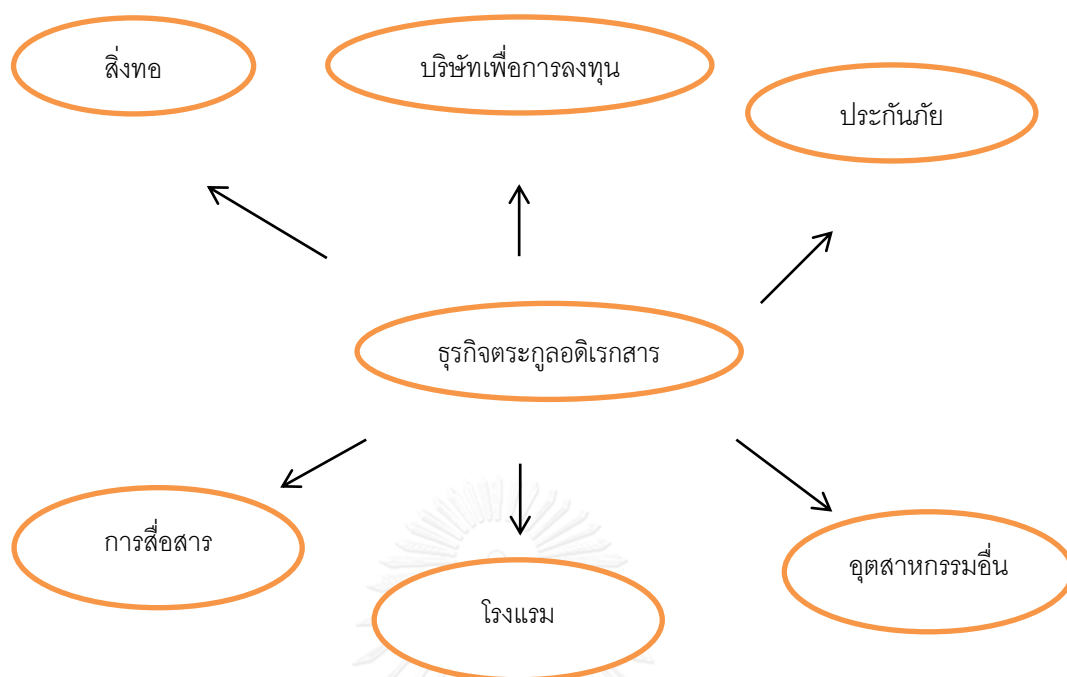 สิ่งทอ
บริษัทเพื่อการลงทุน
ประกันภัย
ธุรกิจตระกูลอดิเรกสาร
การสื่อสาร
โรงแรม
อุตสาหกรรมอื่น